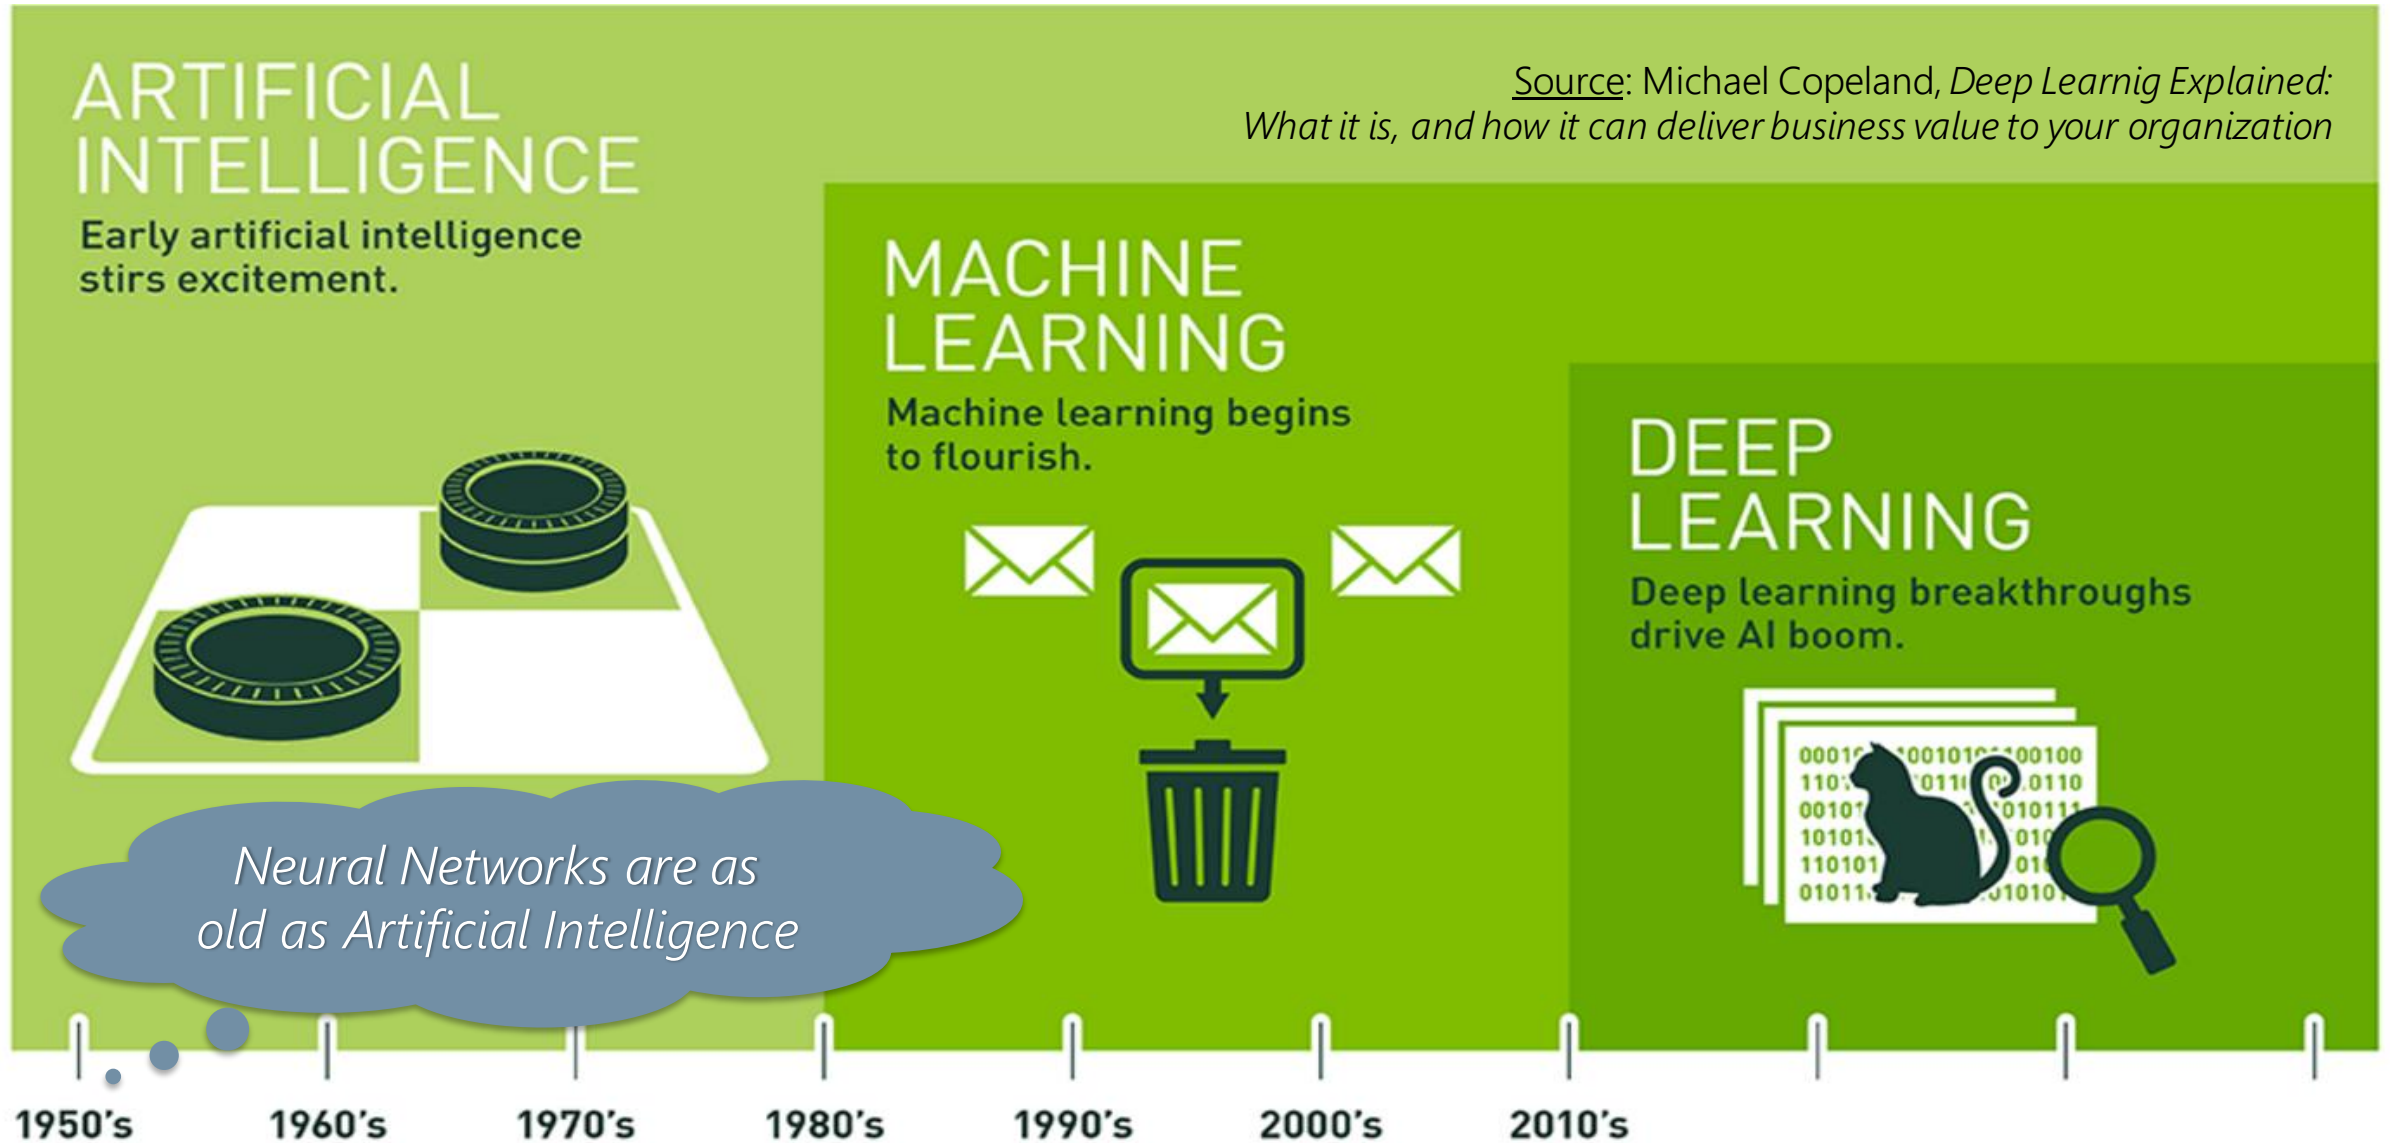 ARTIFICIAL
INTELLIGENCE
Early artificial intelligence
stirs excitement.
Source: Michael Copeland, Deep Learnig Explained:
What it is, and how it can deliver business value to your organization
MACHINE
LEARNING
Machine learning begins
to flourish.
DEEP
LEARNING
Deep learning breakthroughs
drive AI boom.
Neural Networks are as
old as Artificial Intelligence
1950's
1960's
1970's
1980's
1990's
2000's
2010's